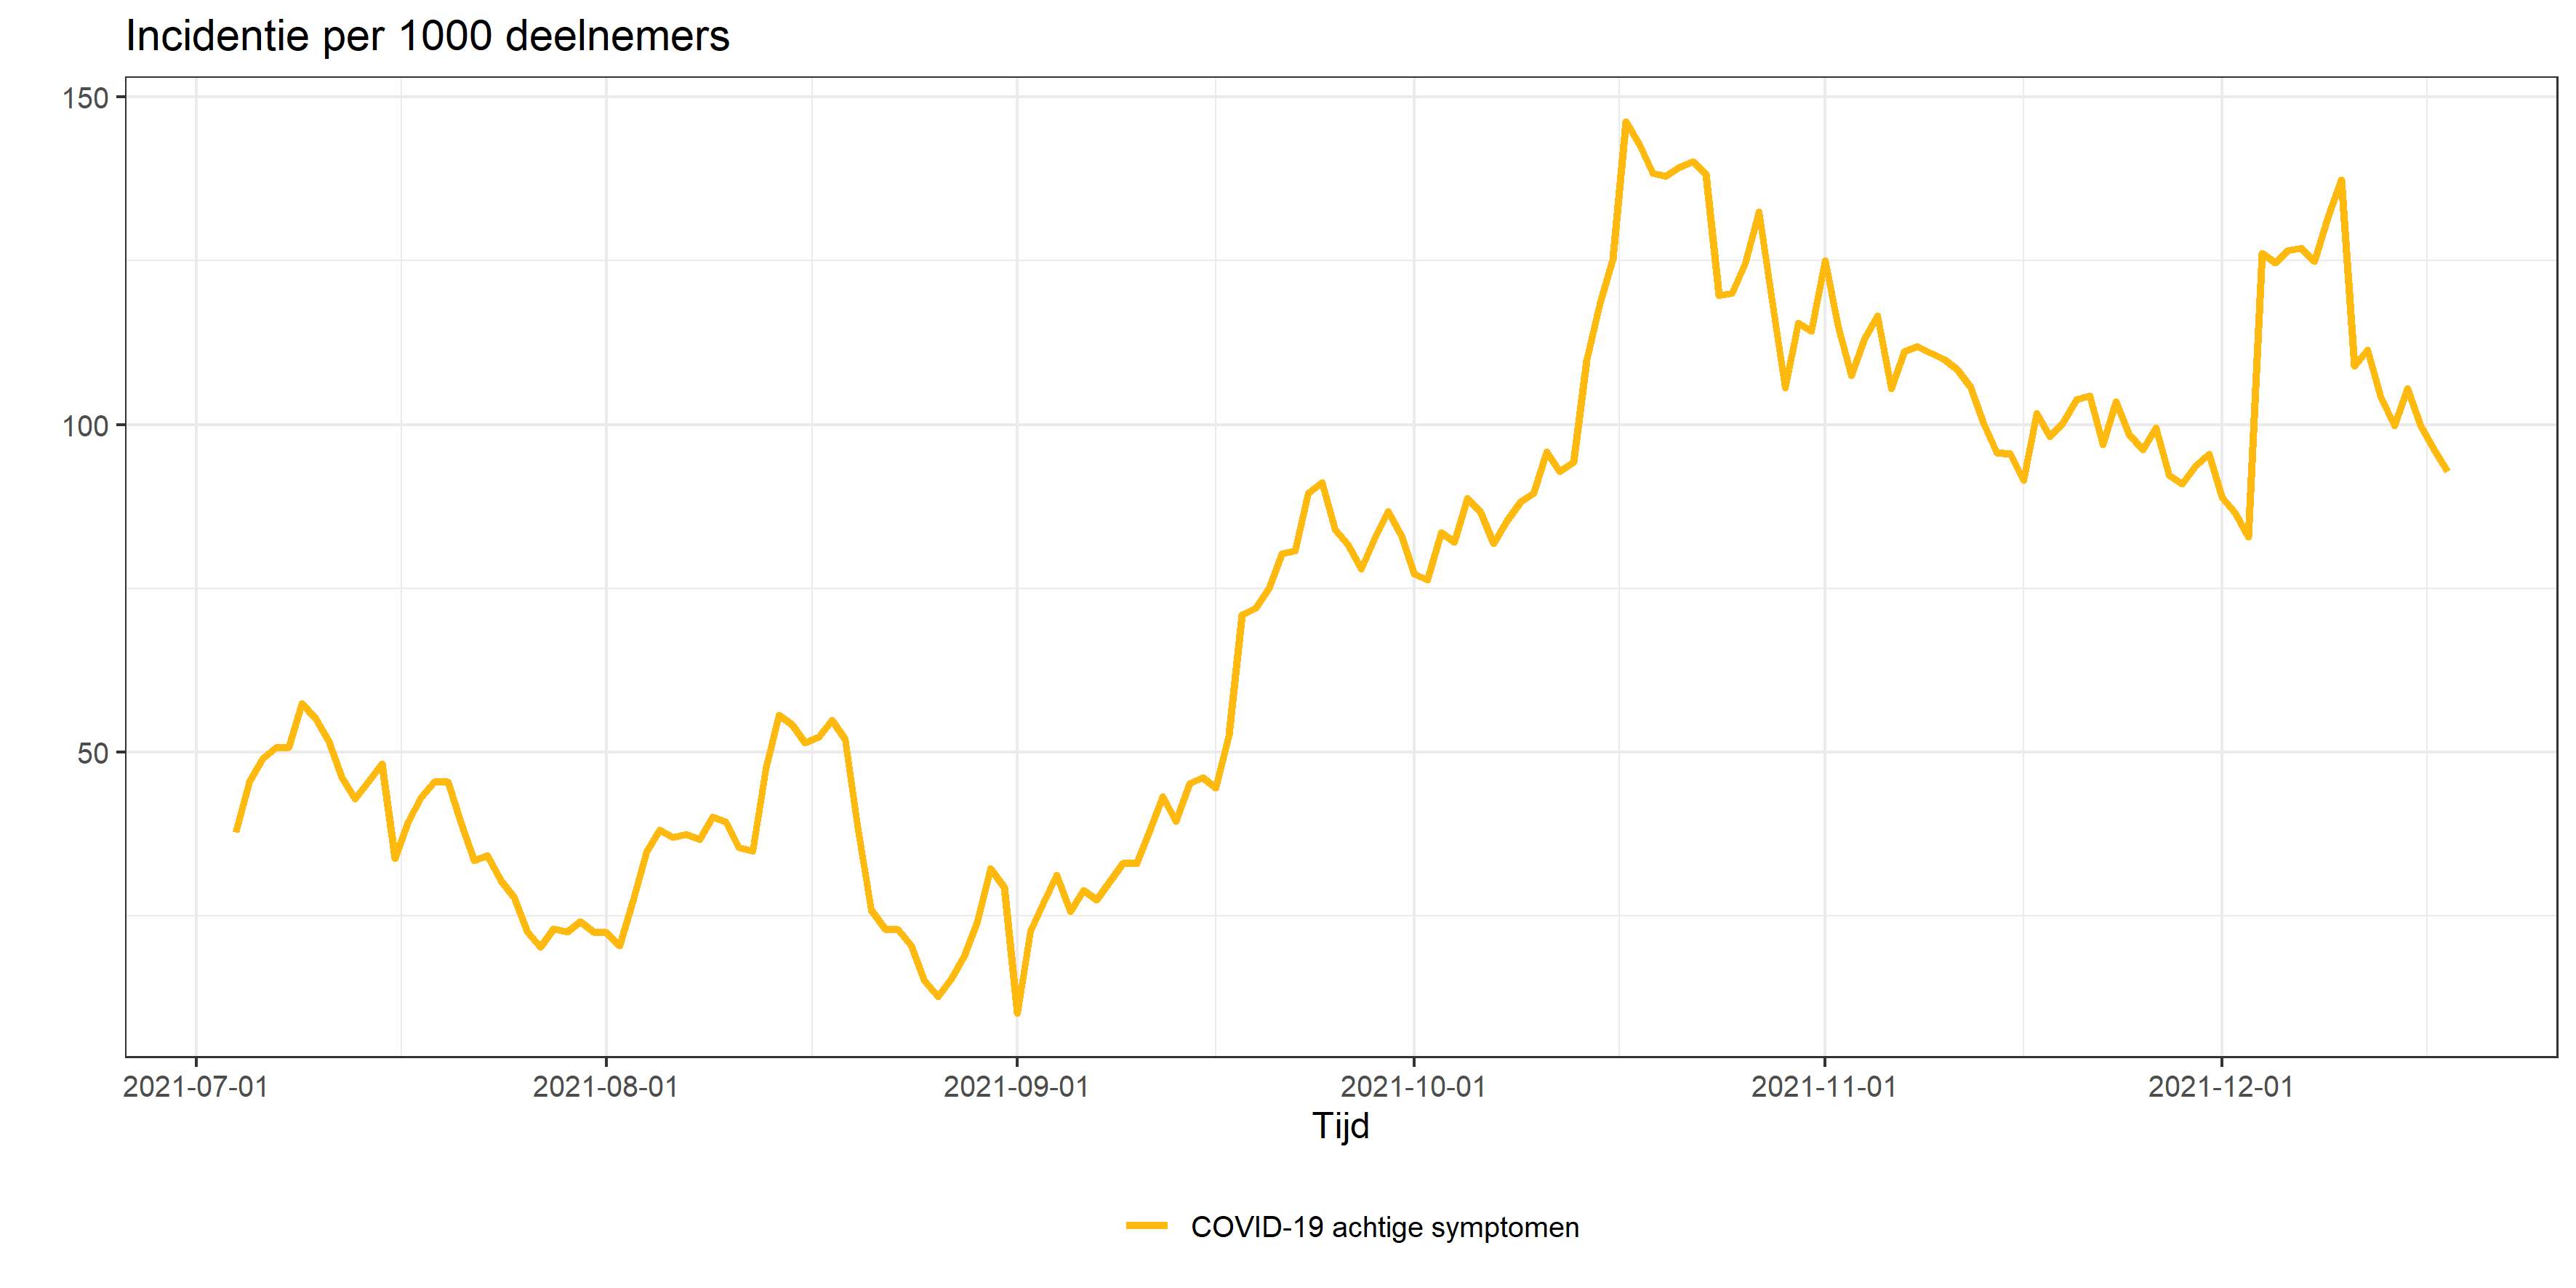 Incidentie per 1000 deelnemers
150
100
50
2021-07-01 2021-08-01 2021-09-01 2021-10-01 2021-11-01 2021-12-01
Tijd
COVID-19 achtige symptomen